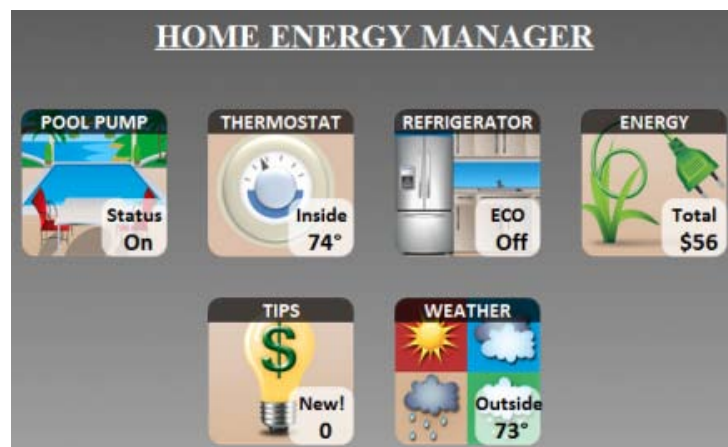 HOME ENERGY MANAGER
POOL PUMP
Status
On
THERMOSTAT
Inside
74°
REFRIGERATOR
ECO
Off
ENERGY
Total
$56
TIPS
$
New!
0
WEATHER
Outside
73°